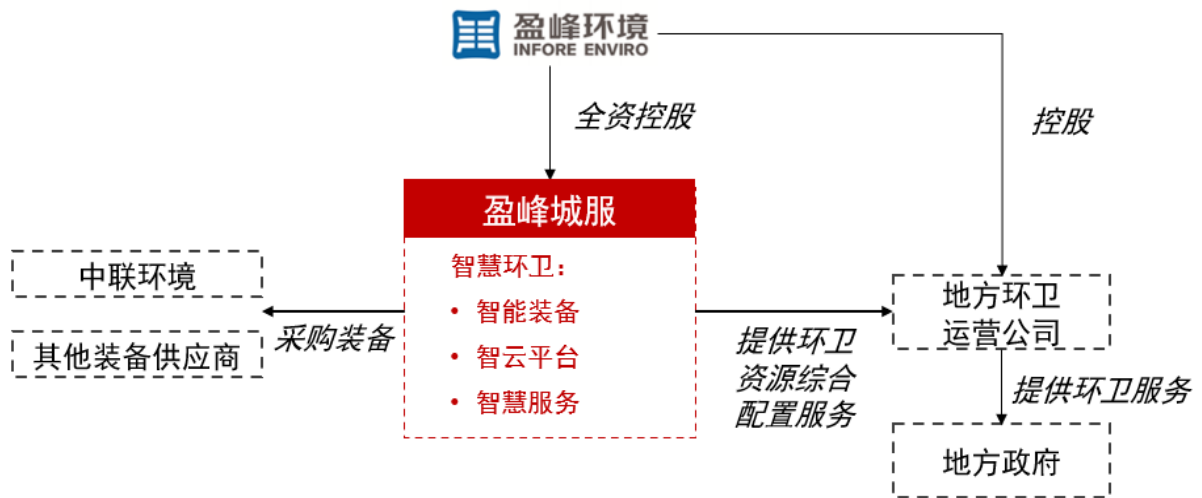 盈峰环境
INFORE ENVIRO
全资控股
控股
盈峰城服
智慧环卫：
• 智能装备
• 智云平台
• 智慧服务
中联环境
其他装备供应商
采购装备
提供环卫
资源综合
配置服务
地方环卫
运营公司
提供环卫服务
地方政府